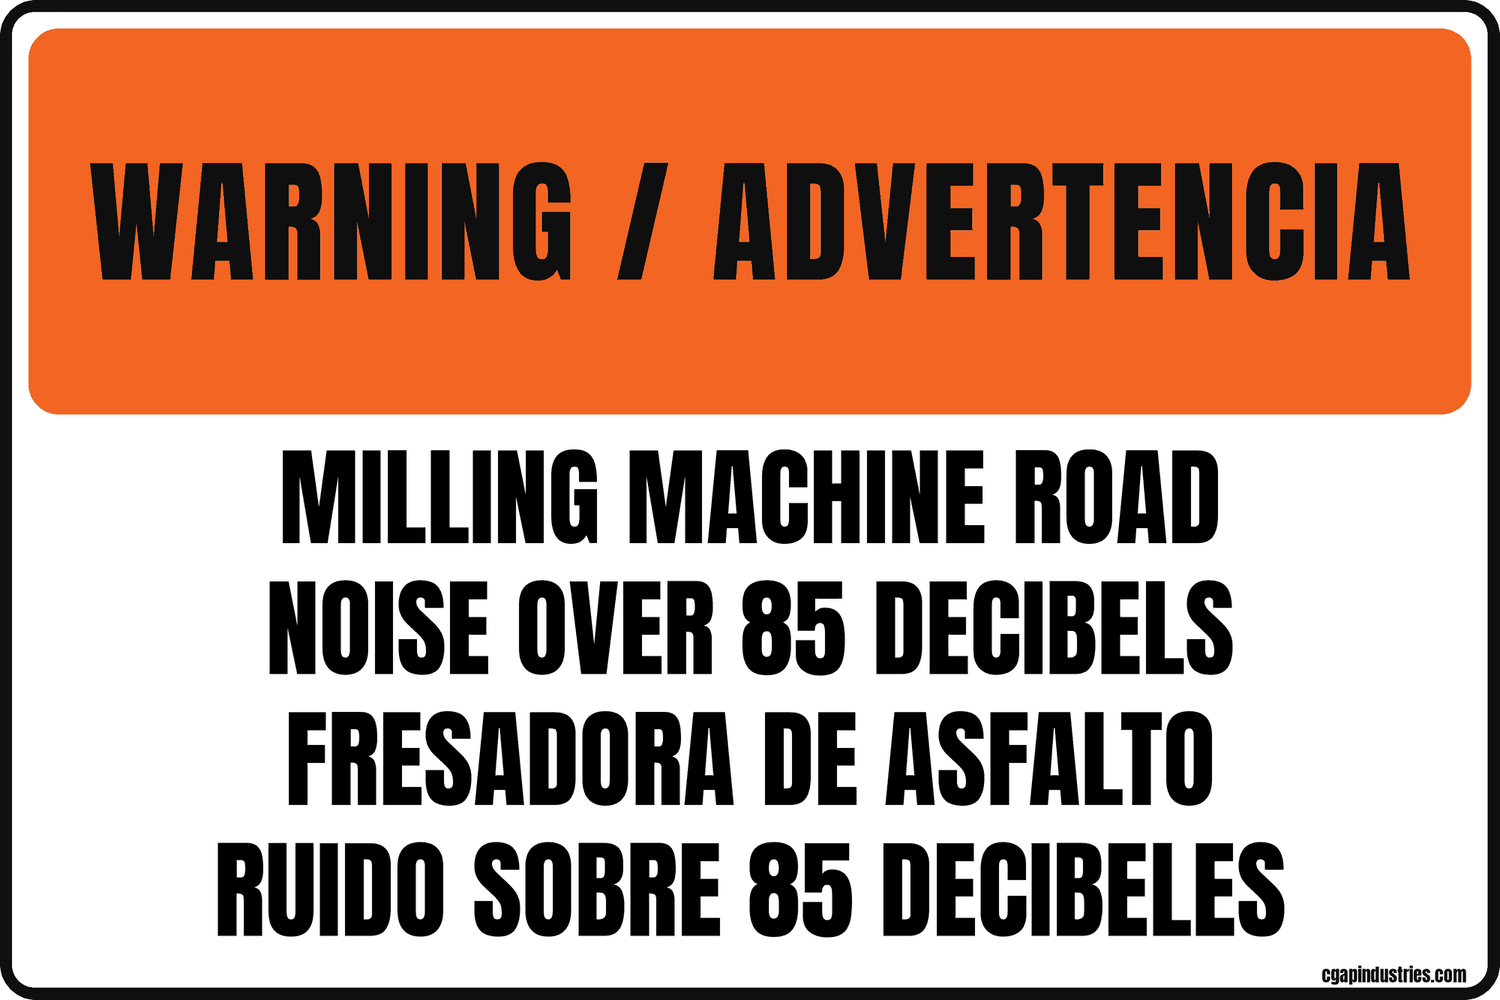 WARNING / ADVERTENCIA
MILLING MACHINE ROAD
NOISE OVER 85 DECIBELS
FRESADORA DE ASFALTO
RUIDO SOBRE 85 DECIBELES
cgapindustries.com